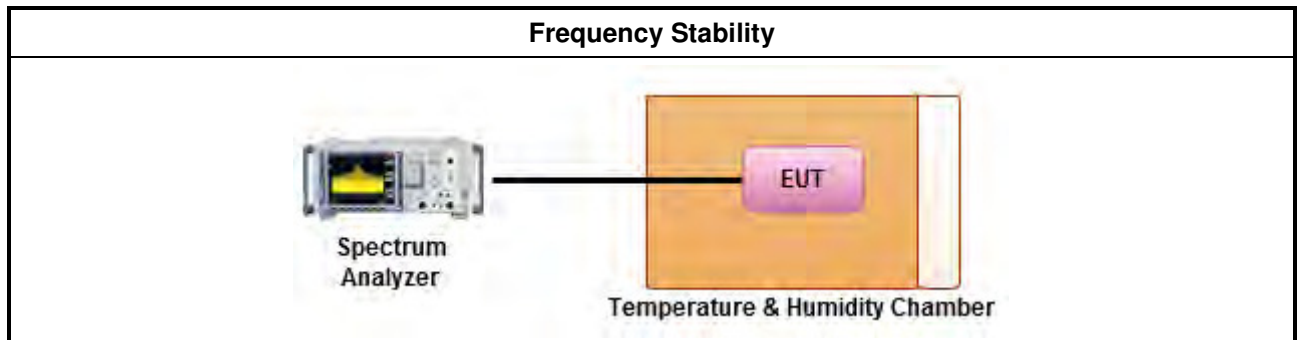 Frequency Stability
EUT
Spectrum
Analyzer
Temperature & Humidity Chamber